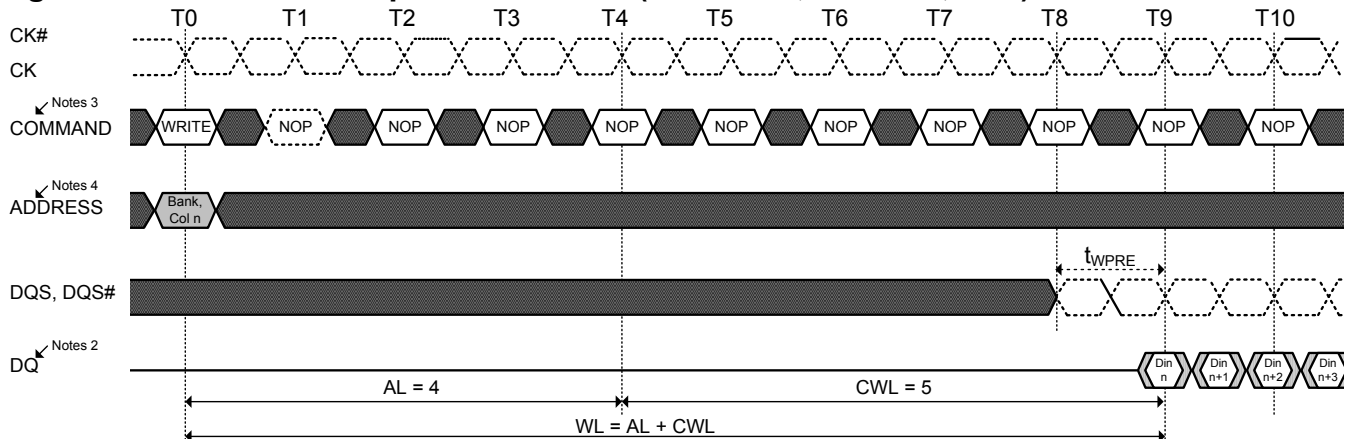 T0 T1 T2 T3 T4 T5 T6 T7 T8 T9 T10
CK#
CK
Notes 3
COMMAND WRITE NOP NOP NOP NOP NOP NOP NOP NOP NOP NOP
Notes 4
ADDRESS Bank,
Col n
tWPRE
DQS, DQS#
Notes 2
DQ Din
n Din
n+1 Din
n+2 Din
n+3
AL = 4 CWL = 5
WL = AL + CWL